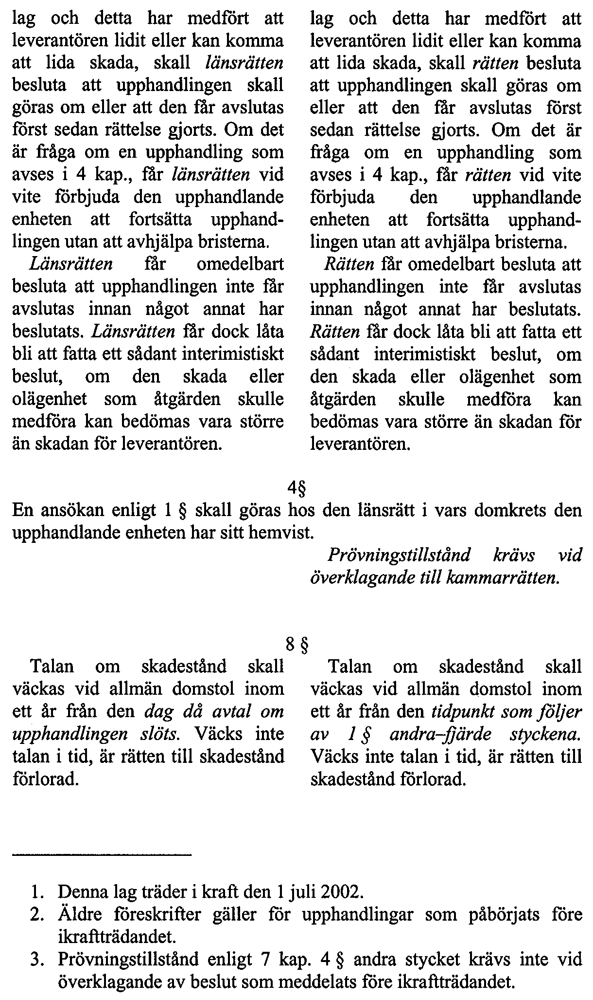 lag och detta har medfört att
leverantören lidit eller kan komma
att lida skada, skall länsrätten
besluta att upphandlingen skall
göras om eller att den får avslutas
först sedan rättelse gjorts. Om det
är fråga om en upphandling som
avses i 4 kap., får länsrätten vid
vite förbjuda den upphandlande
enheten att fortsätta upphand-
lingen utan att avhjälpa bristerna.
Länsrätten får omedelbart
besluta att upphandlingen inte får
avslutas innan något annat har
beslutats. Länsrätten får dock låta
bli att fatta ett sådant interimistiskt
beslut, om den skada eller
olägenhet som åtgärden skulle
medföra kan bedömas vara större
än skadan för leverantören.
lag och detta har medfört att
leverantören lidit eller kan komma
att lida skada, skall rätten besluta
att upphandlingen skall göras om
eller att den får avslutas först
sedan rättelse gjorts. Om det är
fråga om en upphandling som
avses i 4 kap., får rätten vid vite
förbjuda den upphandlande
enheten att fortsätta upphand-
lingen utan att avhjälpa bristerna.
Rätten får omedelbart besluta att
upphandlingen inte får avslutas
innan något annat har beslutats.
Rätten får dock låta bli att fatta ett
sådant interimistiskt beslut, om
den skada eller olägenhet som
åtgärden skulle medföra kan
bedömas vara större än skadan för
leverantören.
4§
En ansökan enligt 1 § skall göras hos den länsrätt i vars domkrets den
upphandlande enheten har sitt hemvist.
Prövningstillstånd krävs vid
överklagande till kammarrätten.
8 §
Talan om skadestånd skall
väckas vid allmän domstol inom
ett år från den dag då avtal om
upphandlingen slöts. Väcks inte
talan i tid, är rätten till skadestånd
förlorad.
Talan om skadestånd skall
väckas vid allmän domstol inom
ett år från den tidpunkt som följer
av 1 § andra–fjärde styckena.
Väcks inte talan i tid, är rätten till
skadestånd förlorad.
1. Denna lag träder i kraft den 1 juli 2002.
2. Äldre föreskrifter gäller för upphandlingar som påbörjats före
ikraftträdandet.
3. Prövningstillstånd enligt 7 kap. 4 § andra stycket krävs inte vid
överklagande av beslut som meddelats före ikraftträdandet.